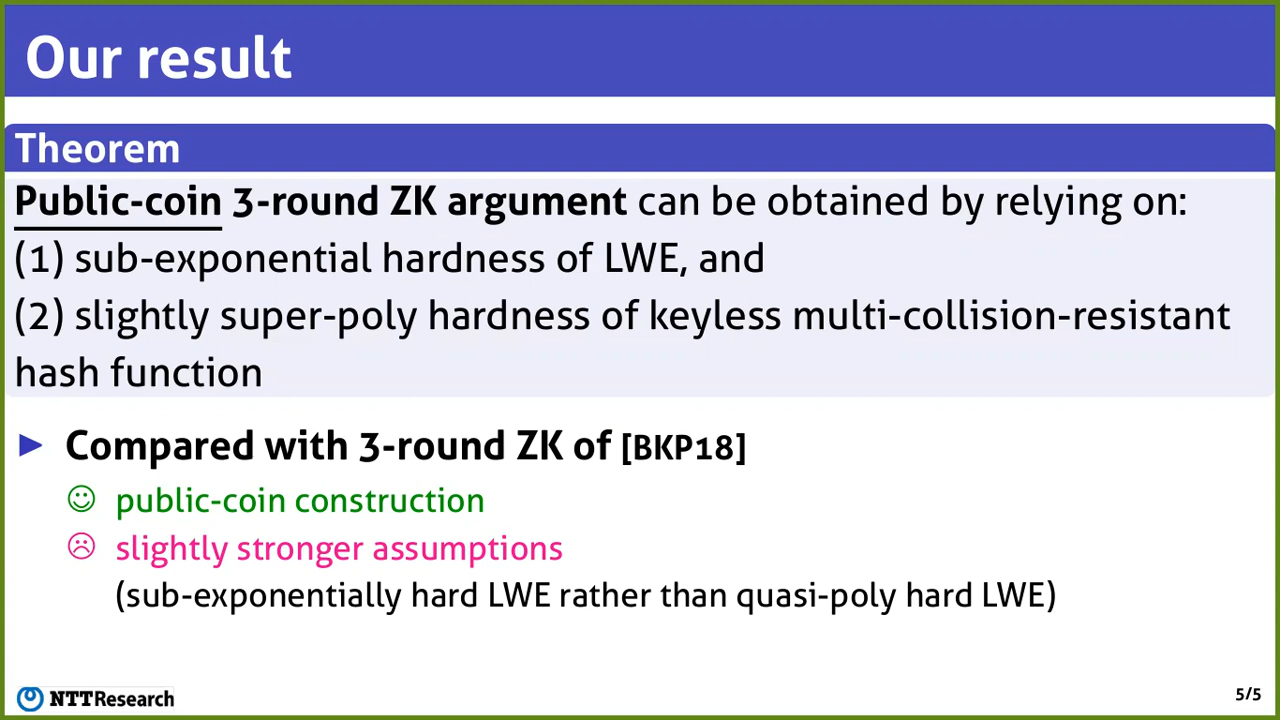 Our result
Theorem
Public-coin 3-round ZK argument can be obtained by relying on:
(1) sub-exponential hardness of LWE, and
(2) slightly super-poly hardness of keyless multi-collision-resistant
hash function
Compared with 3-round ZK of [BKP18]
public-coin construction
slightly stronger assumptions
(sub-exponentially hard LWE rather than quasi-poly hard LWE)
NTT Research
5/5